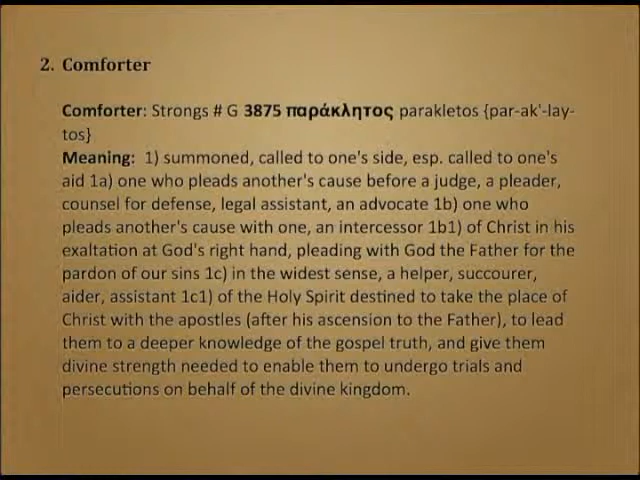 2. Comforter
Comforter: Strongs # G 3875 παράκλητος parakletos {par-ak'-lay-
tos}
Meaning: 1) summoned, called to one's side, esp. called to one's
aid 1a) one who pleads another's cause before a judge, a pleader,
counsel for defense, legal assistant, an advocate 1b) one who
pleads another's cause with one, an intercessor 1b1) of Christ in his
exaltation at God's right hand, pleading with God the Father for the
pardon of our sins 1c) in the widest sense, a helper, succourer,
aider, assistant 1c1) of the Holy Spirit destined to take the place of
Christ with the apostles (after his ascension to the Father), to lead
them to a deeper knowledge of the gospel truth, and give them
divine strength needed to enable them to undergo trials and
persecutions on behalf of the divine kingdom.